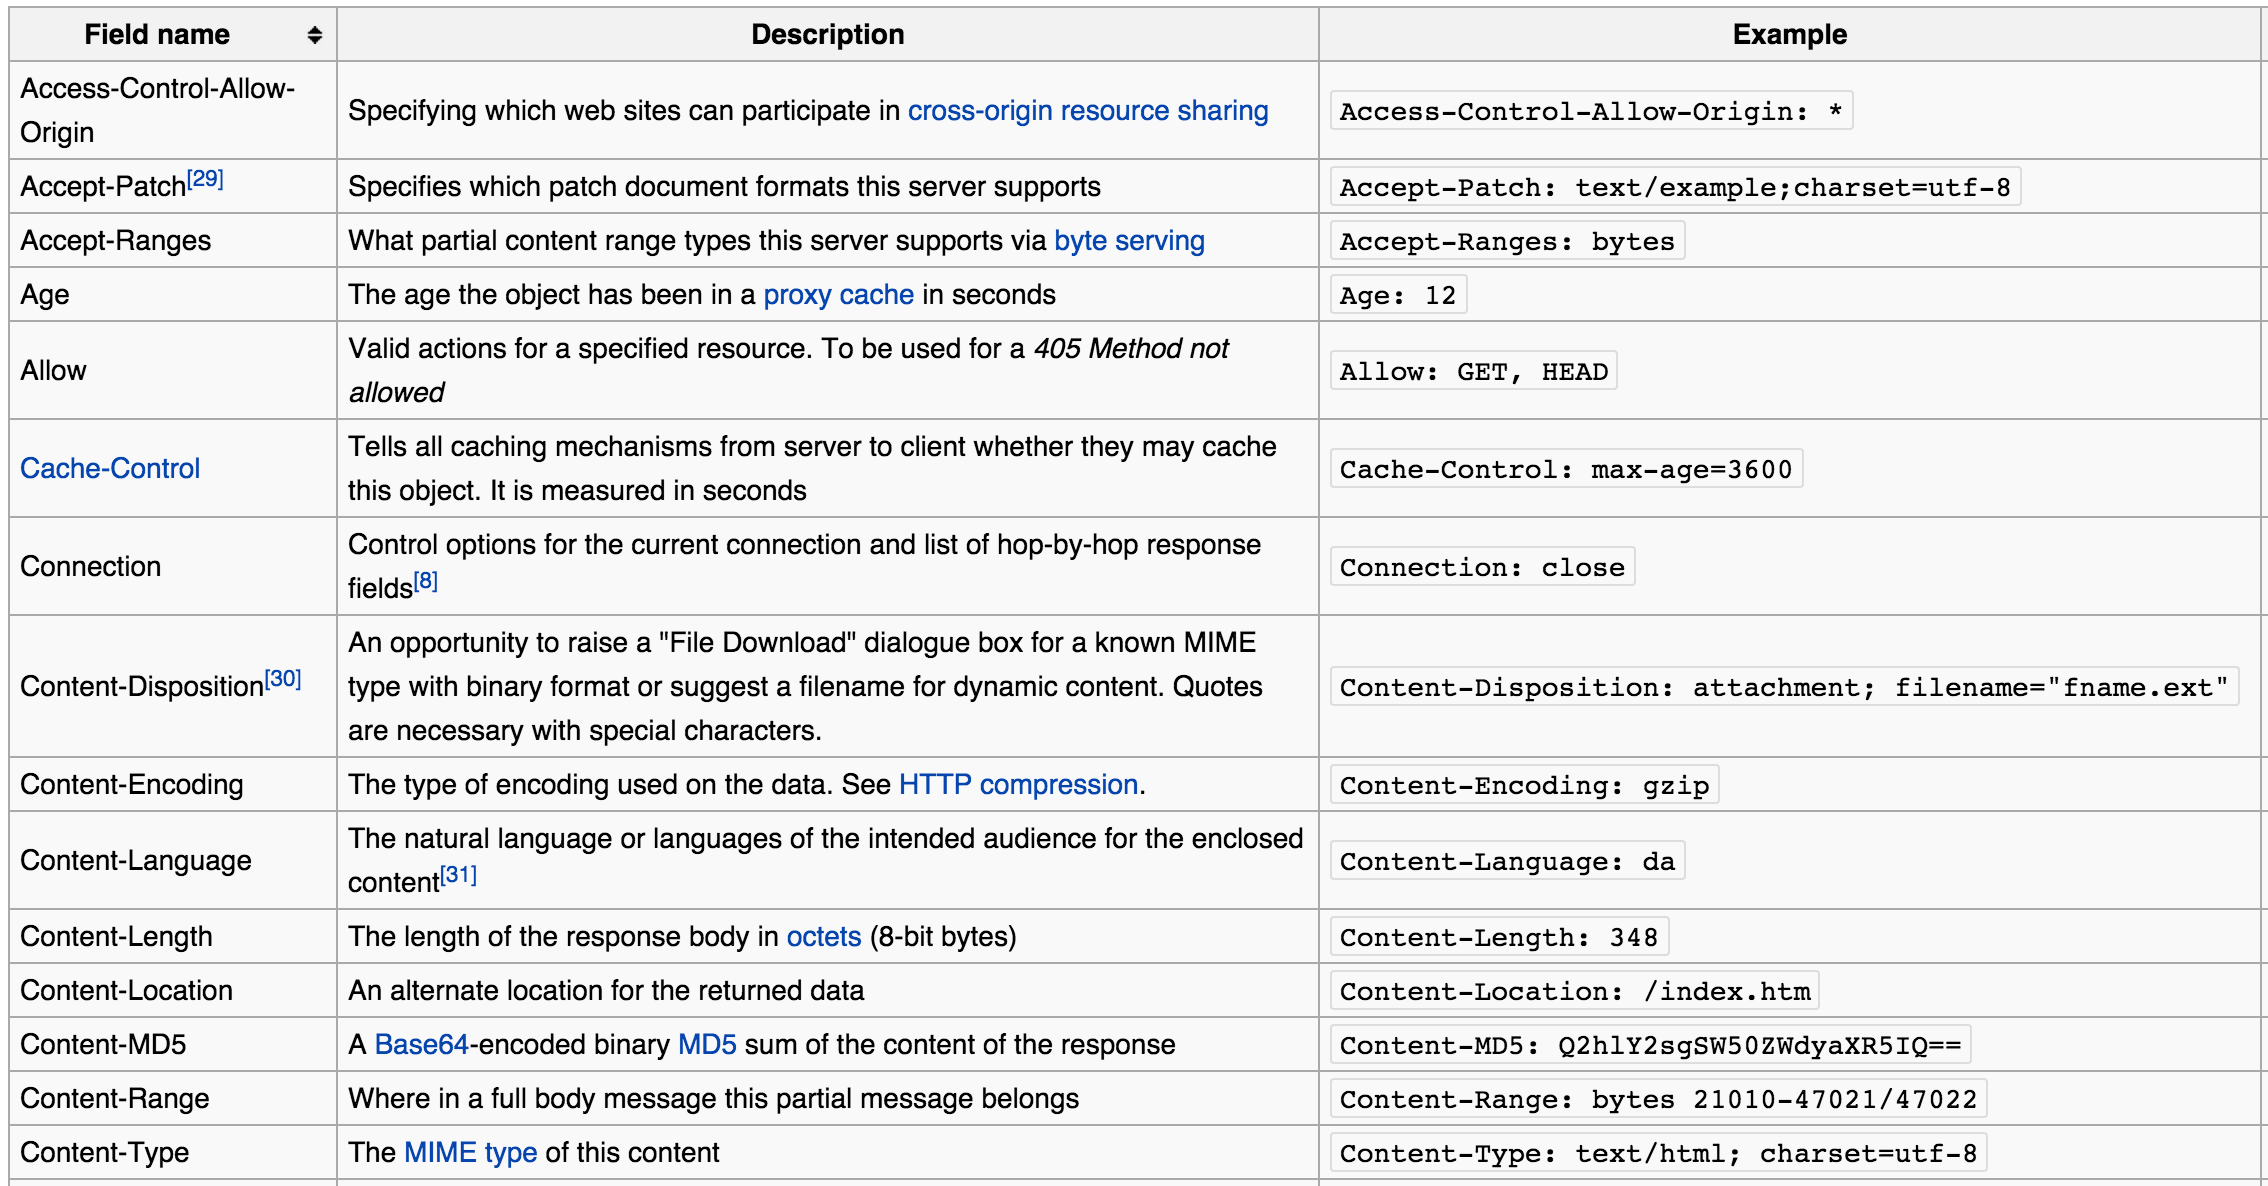 Field name Description Example
Access-Control-Allow-
Origin
Specifying which web sites can participate in cross-origin resource sharing
Access-Control-Allow-Origin: *
Accept-Patch[29]
Specifies which patch document formats this server supports
Accept-Patch: text/example;charset=utf-8
Accept-Ranges
What partial content range types this server supports via byte serving
Accept-Ranges: bytes
Age
The age the object has been in a proxy cache in seconds
Age: 12
Allow
Valid actions for a specified resource. To be used for a 405 Method not
allowed
Allow: GET, HEAD
Cache-Control
Tells all caching mechanisms from server to client whether they may cache
this object. It is measured in seconds
Cache-Control: max-age=3600
Connection
Control options for the current connection and list of hop-by-hop response
fields[8]
Connection: close
Content-Disposition[30]
An opportunity to raise a "File Download" dialogue box for a known MIME
type with binary format or suggest a filename for dynamic content. Quotes
are necessary with special characters.
Content-Disposition: attachment; filename="fname.ext"
Content-Encoding
The type of encoding used on the data. See HTTP compression.
Content-Encoding: gzip
Content-Language
The natural language or languages of the intended audience for the enclosed
content[31]
Content-Language: da
Content-Length
The length of the response body in octets (8-bit bytes)
Content-Length: 348
Content-Location
An alternate location for the returned data
Content-Location: /index.htm
Content-MD5
A Base64-encoded binary MD5 sum of the content of the response
Content-MD5: Q2hlY2sgSW50ZWdyaXR5IQ==
Content-Range
Where in a full body message this partial message belongs
Content-Range: bytes 21010-47021/47022
Content-Type
The MIME type of this content
Content-Type: text/html; charset=utf-8